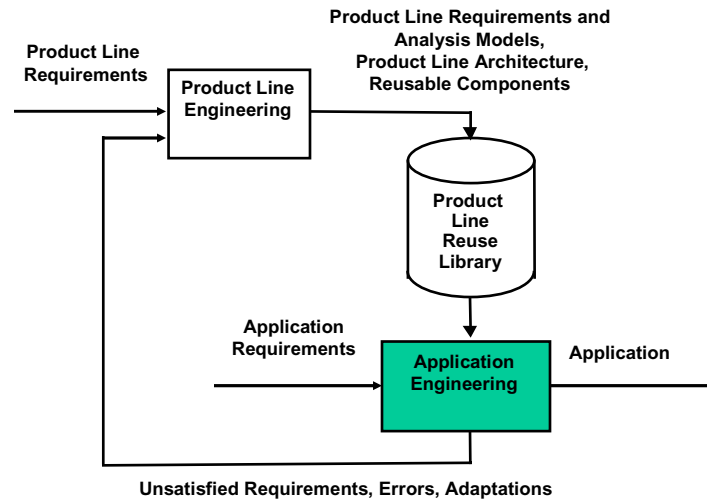 Product Line Requirements and
Analysis Models,
Product Line Architecture,
Reusable Components
Product Line
Requirements
Product Line
Engineering
Product
Line
Reuse
Library
Application
Requirements
Application
Engineering
Application
Unsatisfied Requirements, Errors, Adaptations